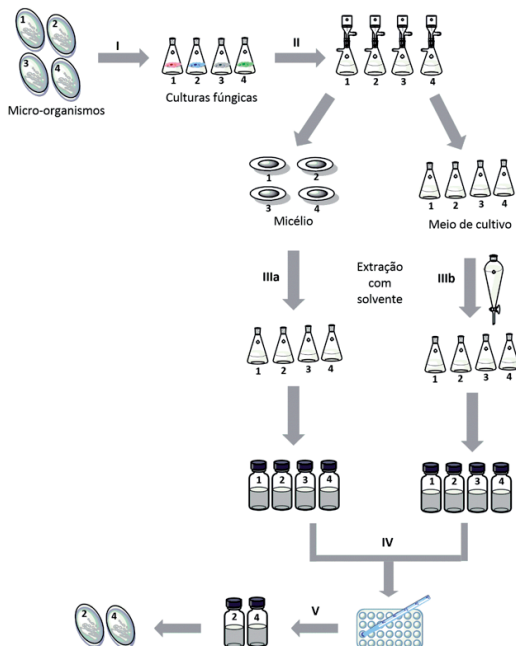 1
2
3
4
Micro-organismos
I
1 2 3 4
Culturas fúngicas
II
1 2 3 4
1 2
3 4
Micélio
1 2 3 4
Meio de cultivo
IIIa
Extração
com
solvente
IIIb
1 2 3 4
1 2 3 4
1 2 3 4
1 2 3 4
IV
V
2 4
2 4